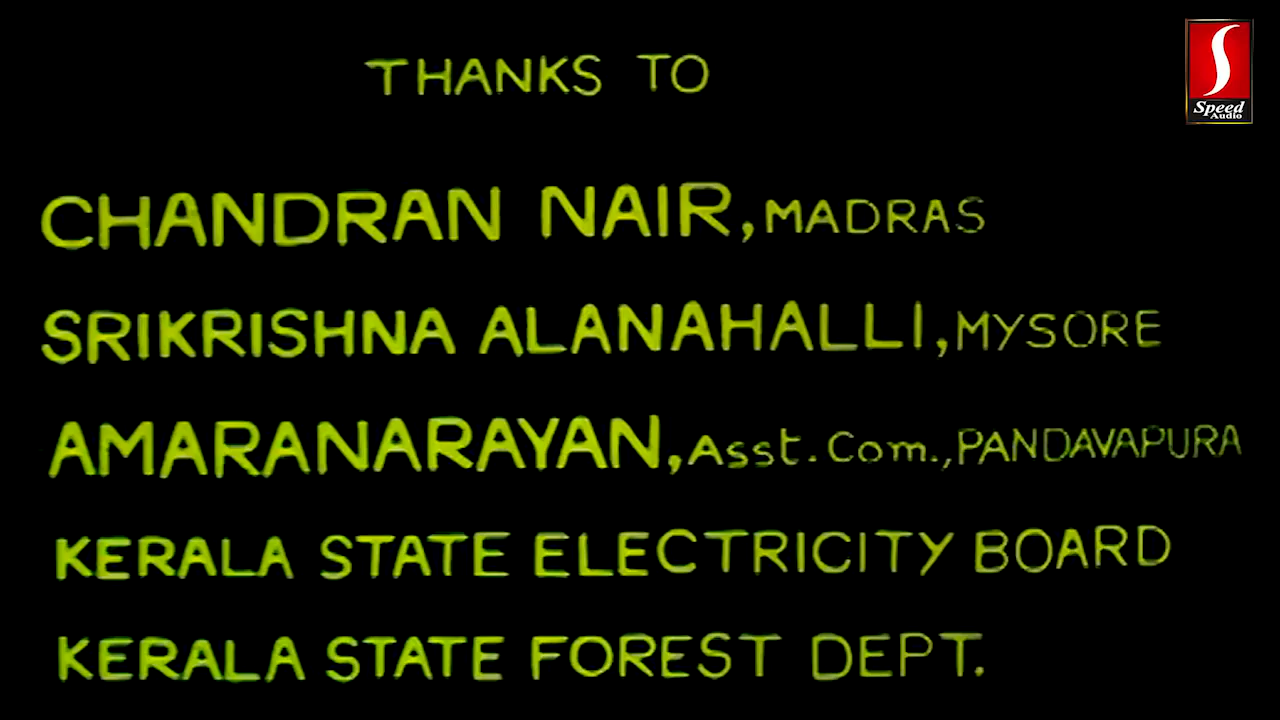 THANKS TO
Speed
Audio
CHANDRAN NAIR, MADRAS
SRIKRISHNA ALANAHALLI, MYSORE
AMARANARAYAN, Asst. Com., PANDAVAPURA
KERALA STATE ELECTRICITY BOARD
KERALA STATE FOREST DEPT.